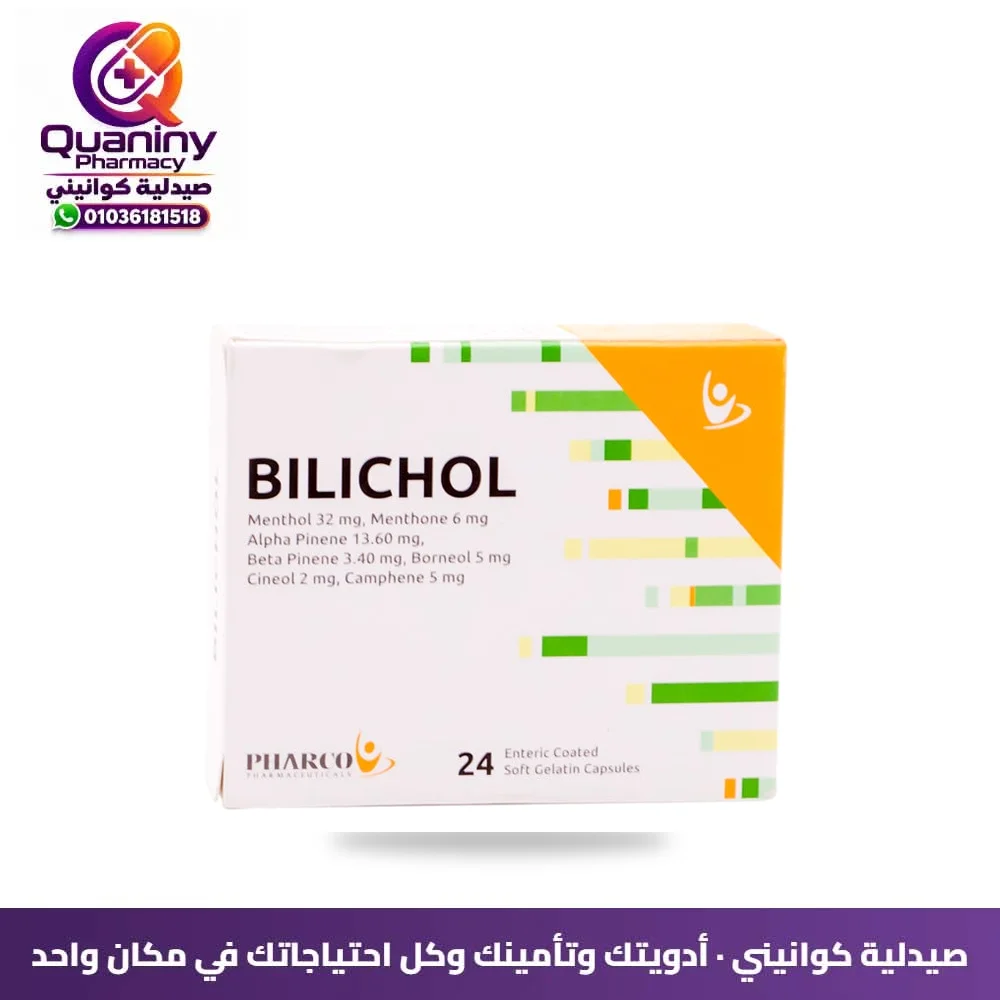 Quaniny
Pharmacy
صيدلية كوانيني
01036181518
BILICHOL
Menthol 32 mg, Menthone 6 mg
Alpha Pinene 13.60 mg,
Beta Pinene 3.40 mg, Borneol 5 mg
Cineol 2 mg, Camphene 5 mg
PHARCO
PHARMACEUTICALS
24 Enteric Coated
Soft Gelatin Capsules
صيدلية كوانيني · أدويتك وتأمينك وكل احتياجاتك في مكان واحد